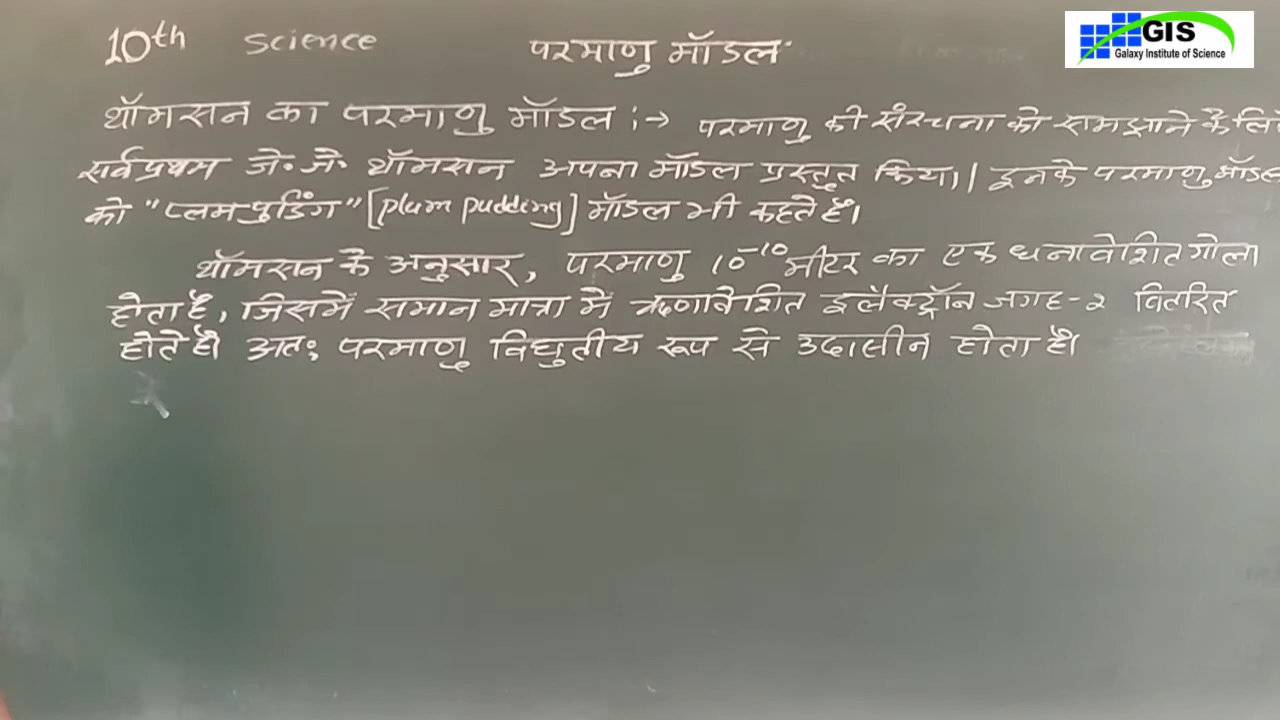 10th Science परमाणु मॉडल
GIS
Galaxy Institute of Science
थॉमसन का परमाणु मॉडल :→ परमाणु की संरचना को समझाने के लिये
सर्वप्रथम जे. जे. थॉमसन अपना मॉडल प्रस्तुत किया।/ इनके परमाणु मॉडल
को "प्लम पुडिंग" [plum pudding] मॉडल भी कहते हैं।
थॉमसन के अनुसार, परमाणु 10⁻¹⁰ मीटर का एक धनावेशित गोला
होता है, जिसमें समान मात्रा में ऋणावेशित इलैक्ट्रॉन जगह-२ वितरित
होते है। अतः परमाणु विधुतीय रूप से उदासीन होता है।